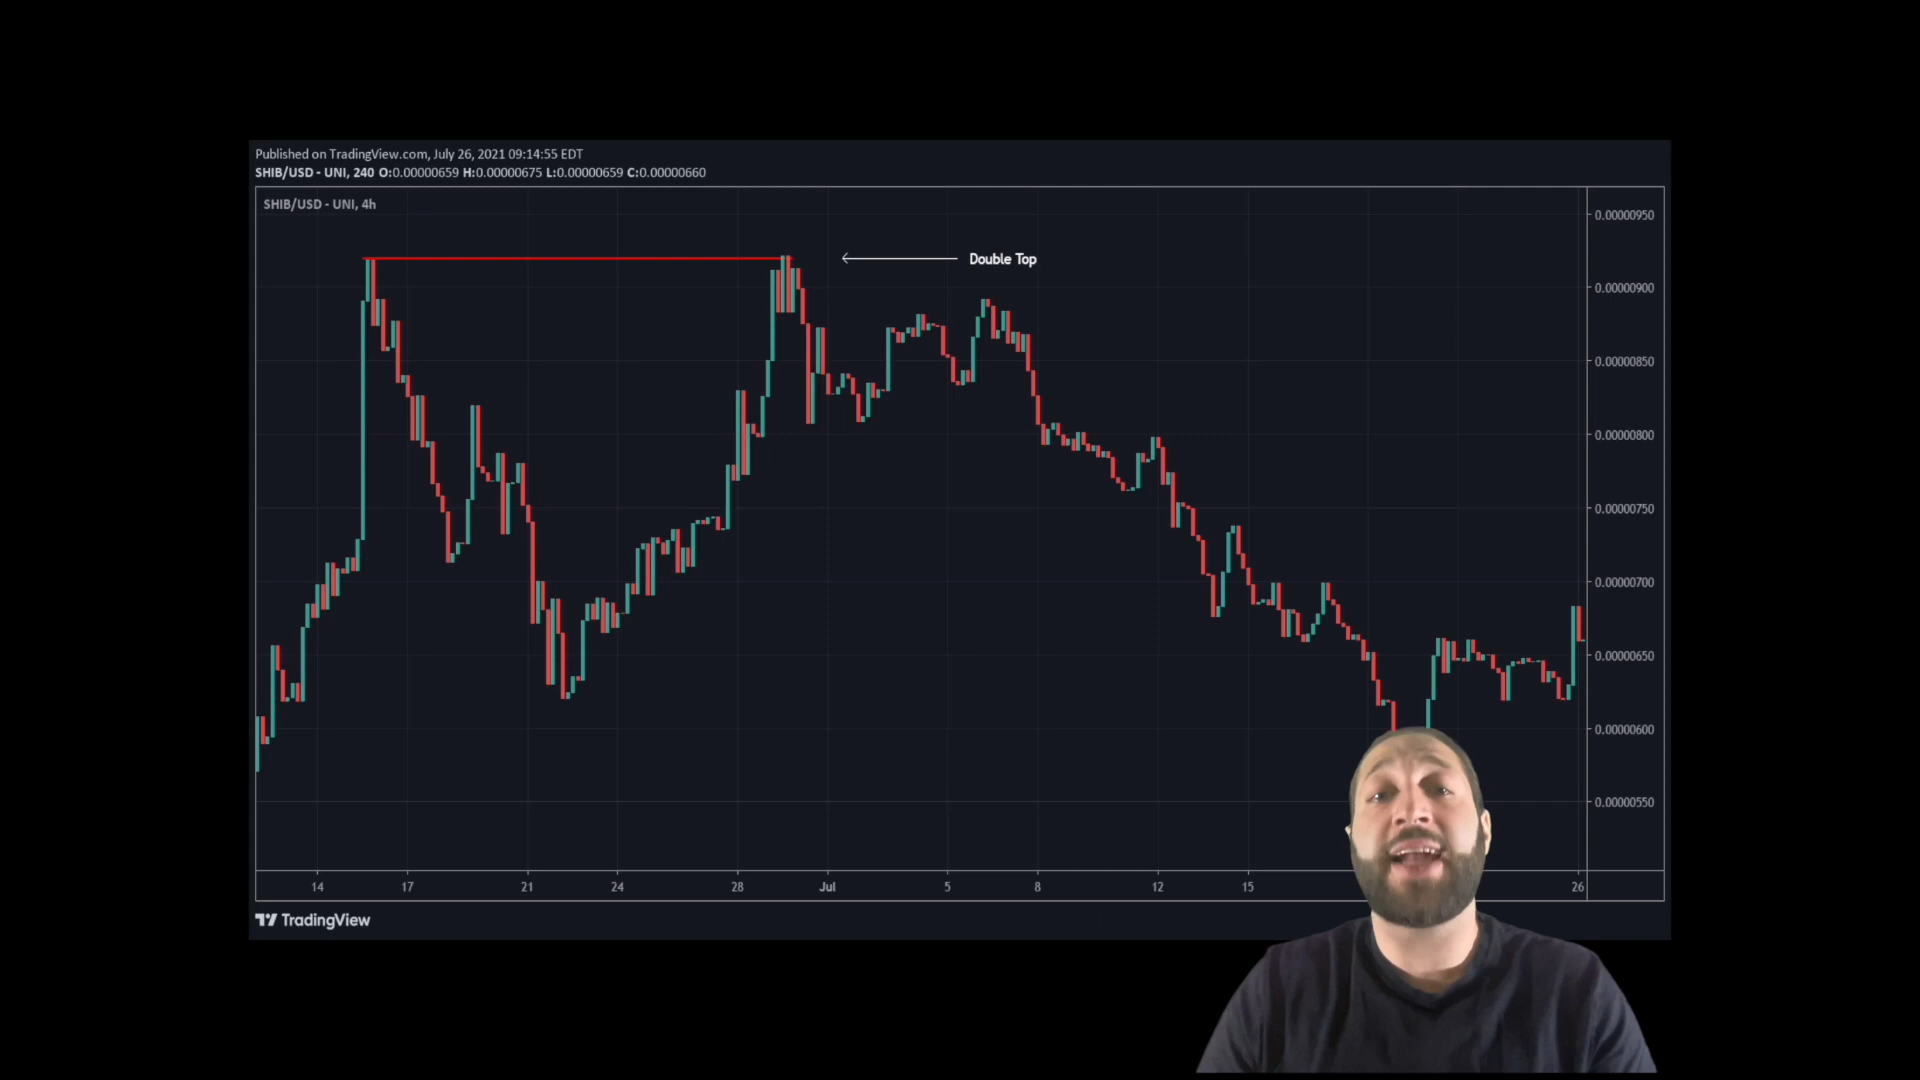 Published on TradingView.com, July 26, 2021 09:14:55 EDT
SHIB/USD - UNI, 240 O:0.00000659 H:0.00000675 L:0.00000659 C:0.00000660
SHIB/USD - UNI, 4h
0.00000950
Double Top
0.00000900
0.00000850
0.00000800
0.00000750
0.00000700
0.00000650
0.00000600
0.00000550
14 17 21 24 28 Jul 5 8 12 15 26
TradingView